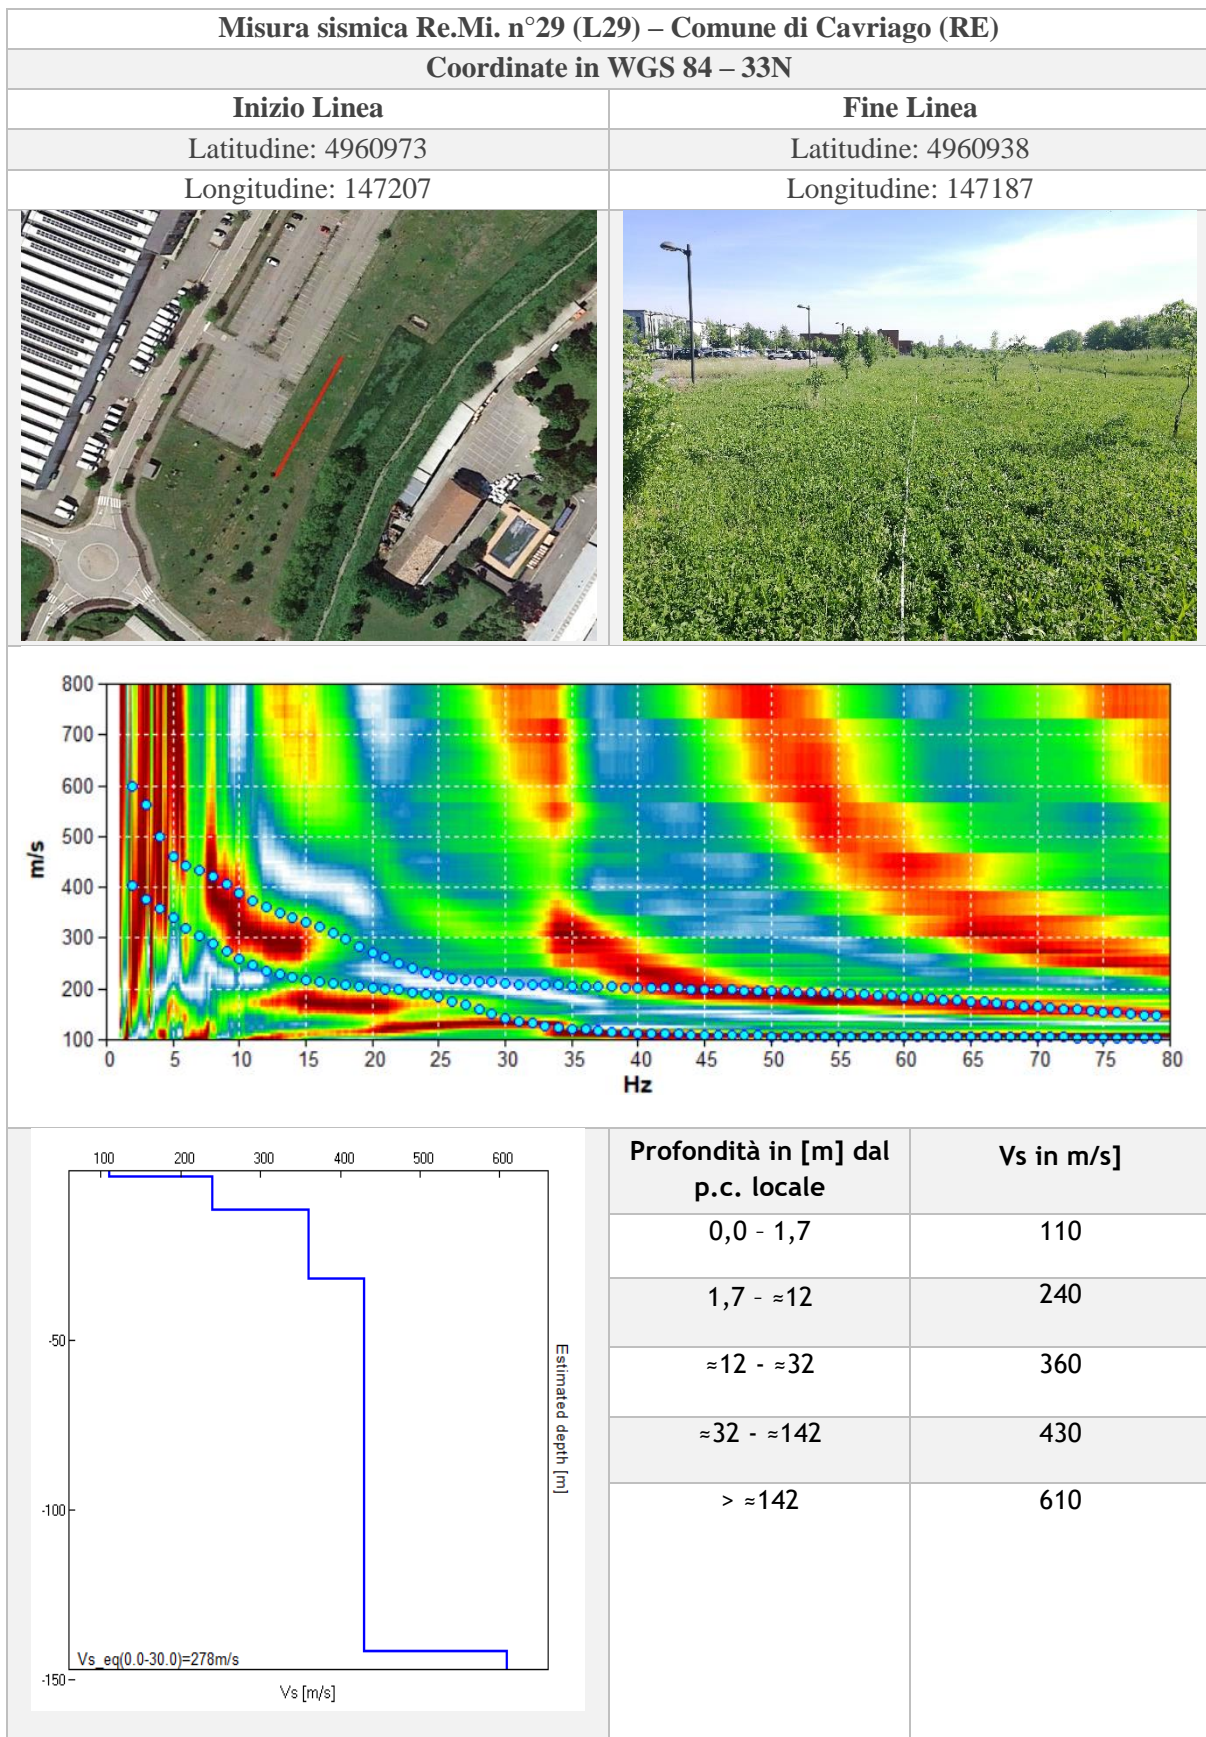 Misura sismica Re.Mi. n°29 (L29) – Comune di Cavriago (RE)
Coordinate in WGS 84 – 33N
Inizio Linea
Fine Linea
Latitudine: 4960973
Latitudine: 4960938
Longitudine: 147207
Longitudine: 147187
800
700
600
500
400
300
200
100
m/s
0 5 10 15 20 25 30 35 40 45 50 55 60 65 70 75 80
Hz
100 200 300 400 500 600
-50
-100
-150
Estimated depth [m]
Vs_eq(0.0-30.0)=278m/s
Vs [m/s]
Profondità in [m] dal
p.c. locale
Vs in m/s]
0,0 – 1,7 110
1,7 – ≈12 240
≈12 - ≈32 360
≈32 - ≈142 430
> ≈142 610